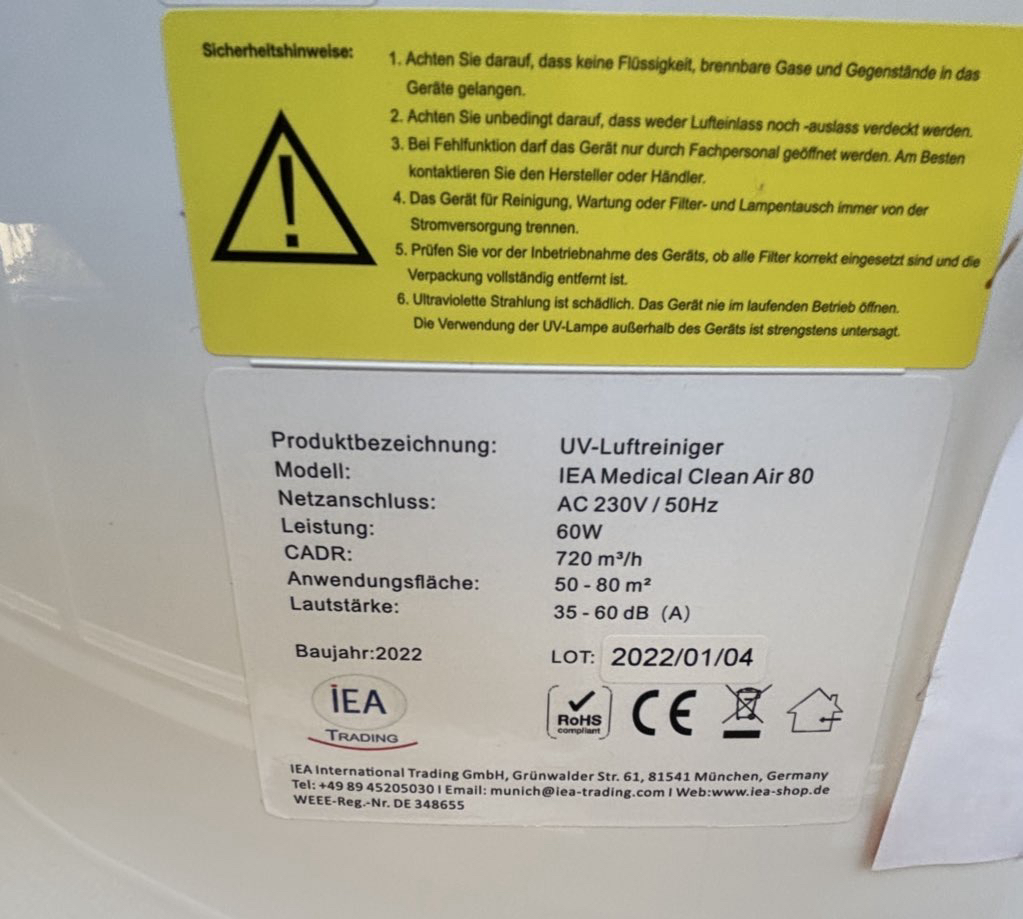 Sicherheitshinweise:
1. Achten Sie darauf, dass keine Flüssigkeit, brennbare Gase und Gegenstände in das
Geräte gelangen.
2. Achten Sie unbedingt darauf, dass weder Lufteinlass noch -auslass verdeckt werden.
3. Bei Fehlfunktion darf das Gerät nur durch Fachpersonal geöffnet werden. Am Besten
kontaktieren Sie den Hersteller oder Händler.
4. Das Gerät für Reinigung, Wartung oder Filter- und Lampentausch immer von der
Stromversorgung trennen.
5. Prüfen Sie vor der Inbetriebnahme des Geräts, ob alle Filter korrekt eingesetzt sind und die
Verpackung vollständig entfernt ist.
6. Ultraviolette Strahlung ist schädlich. Das Gerät nie im laufenden Betrieb öffnen.
Die Verwendung der UV-Lampe außerhalb des Geräts ist strengstens untersagt.
Produktbezeichnung: UV-Luftreiniger
Modell: IEA Medical Clean Air 80
Netzanschluss: AC 230V / 50Hz
Leistung: 60W
CADR: 720 m³/h
Anwendungsfläche: 50 - 80 m²
Lautstärke: 35 - 60 dB (A)
Baujahr:2022 LOT: 2022/01/04
iEA
TRADING
RoHS
compliant
CE
IEA International Trading GmbH, Grünwalder Str. 61, 81541 München, Germany
Tel: +49 89 45205030 I Email: munich@iea-trading.com I Web:www.iea-shop.de
WEEE-Reg.-Nr. DE 348655